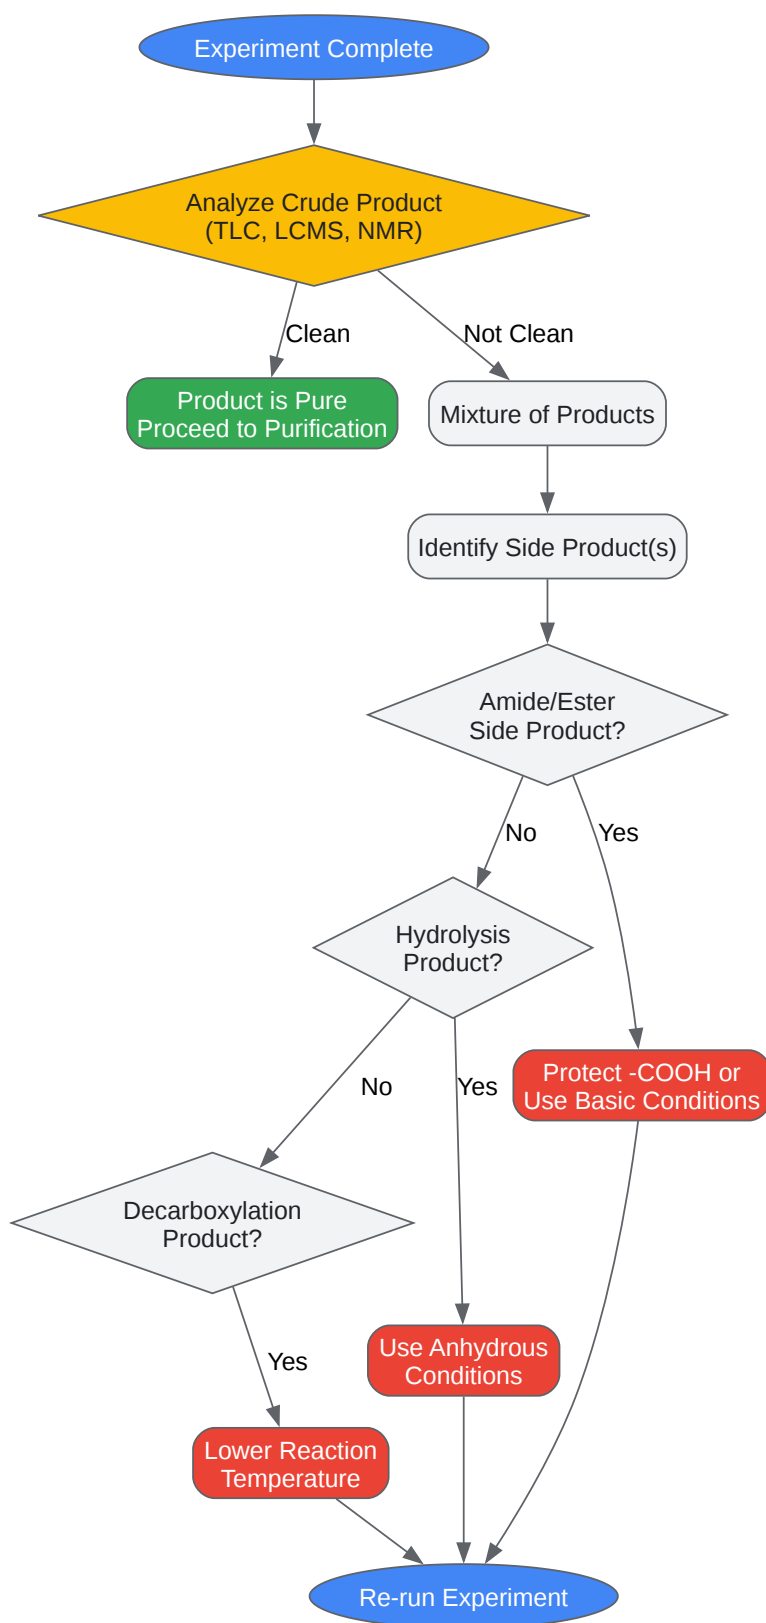 Experiment Complete
Analyze Crude Product
(TLC, LCMS, NMR)
Clean
Not Clean
Product is Pure
Proceed to Purification
Mixture of Products
Identify Side Product(s)
Amide/Ester
Side Product?
No
Yes
Hydrolysis
Product?
No
Yes
Protect -COOH or
Use Basic Conditions
Decarboxylation
Product?
Yes
Use Anhydrous
Conditions
Lower Reaction
Temperature
Re-run Experiment